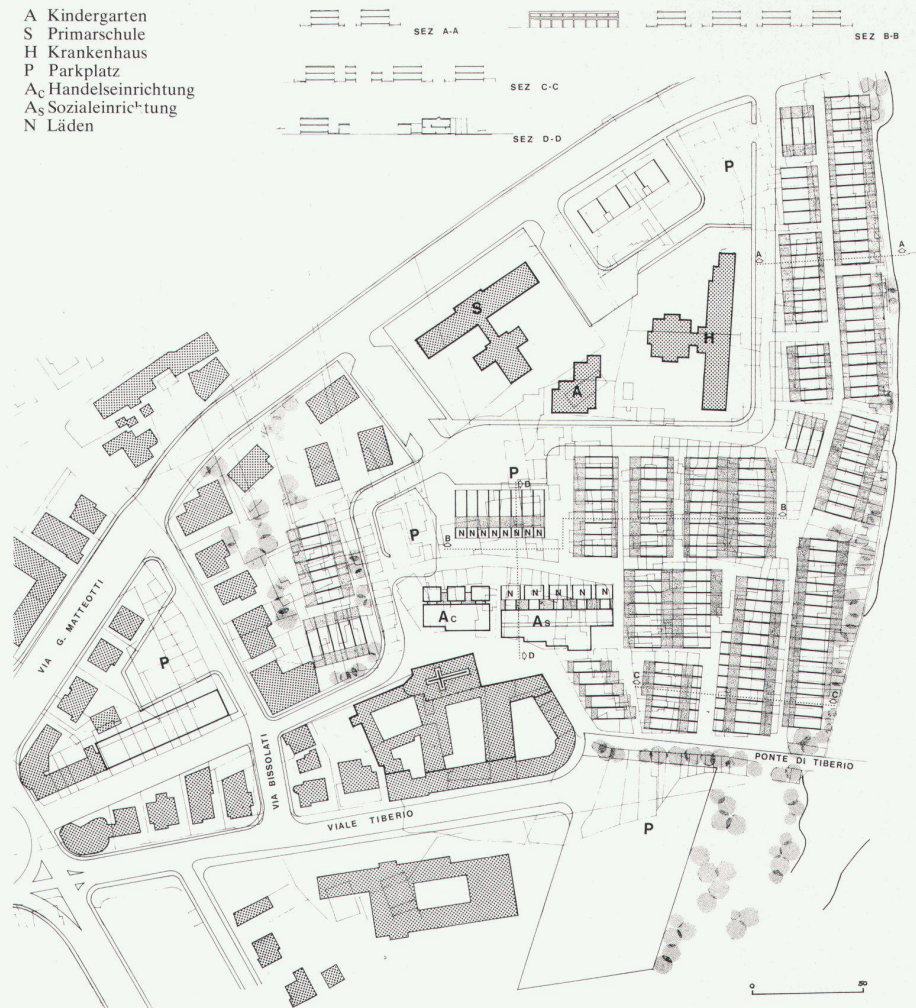 A Kindergarten
S Primarschule
H Krankenhaus
P Parkplatz
Ac Handelseinrichtung
As Sozialeinrichtung
N Läden
SEZ A-A
SEZ B-B
SEZ C-C
SEZ D-D
P
A
A
S
H
A
P
D
P
N N N N N N N N
B
B
N N N N N
Ac
As
D
VIA G. MATTEOTTI
P
C
C
PONTE DI TIBERIO
VIA BISSOLATI
VIALE TIBERIO
P
0 50